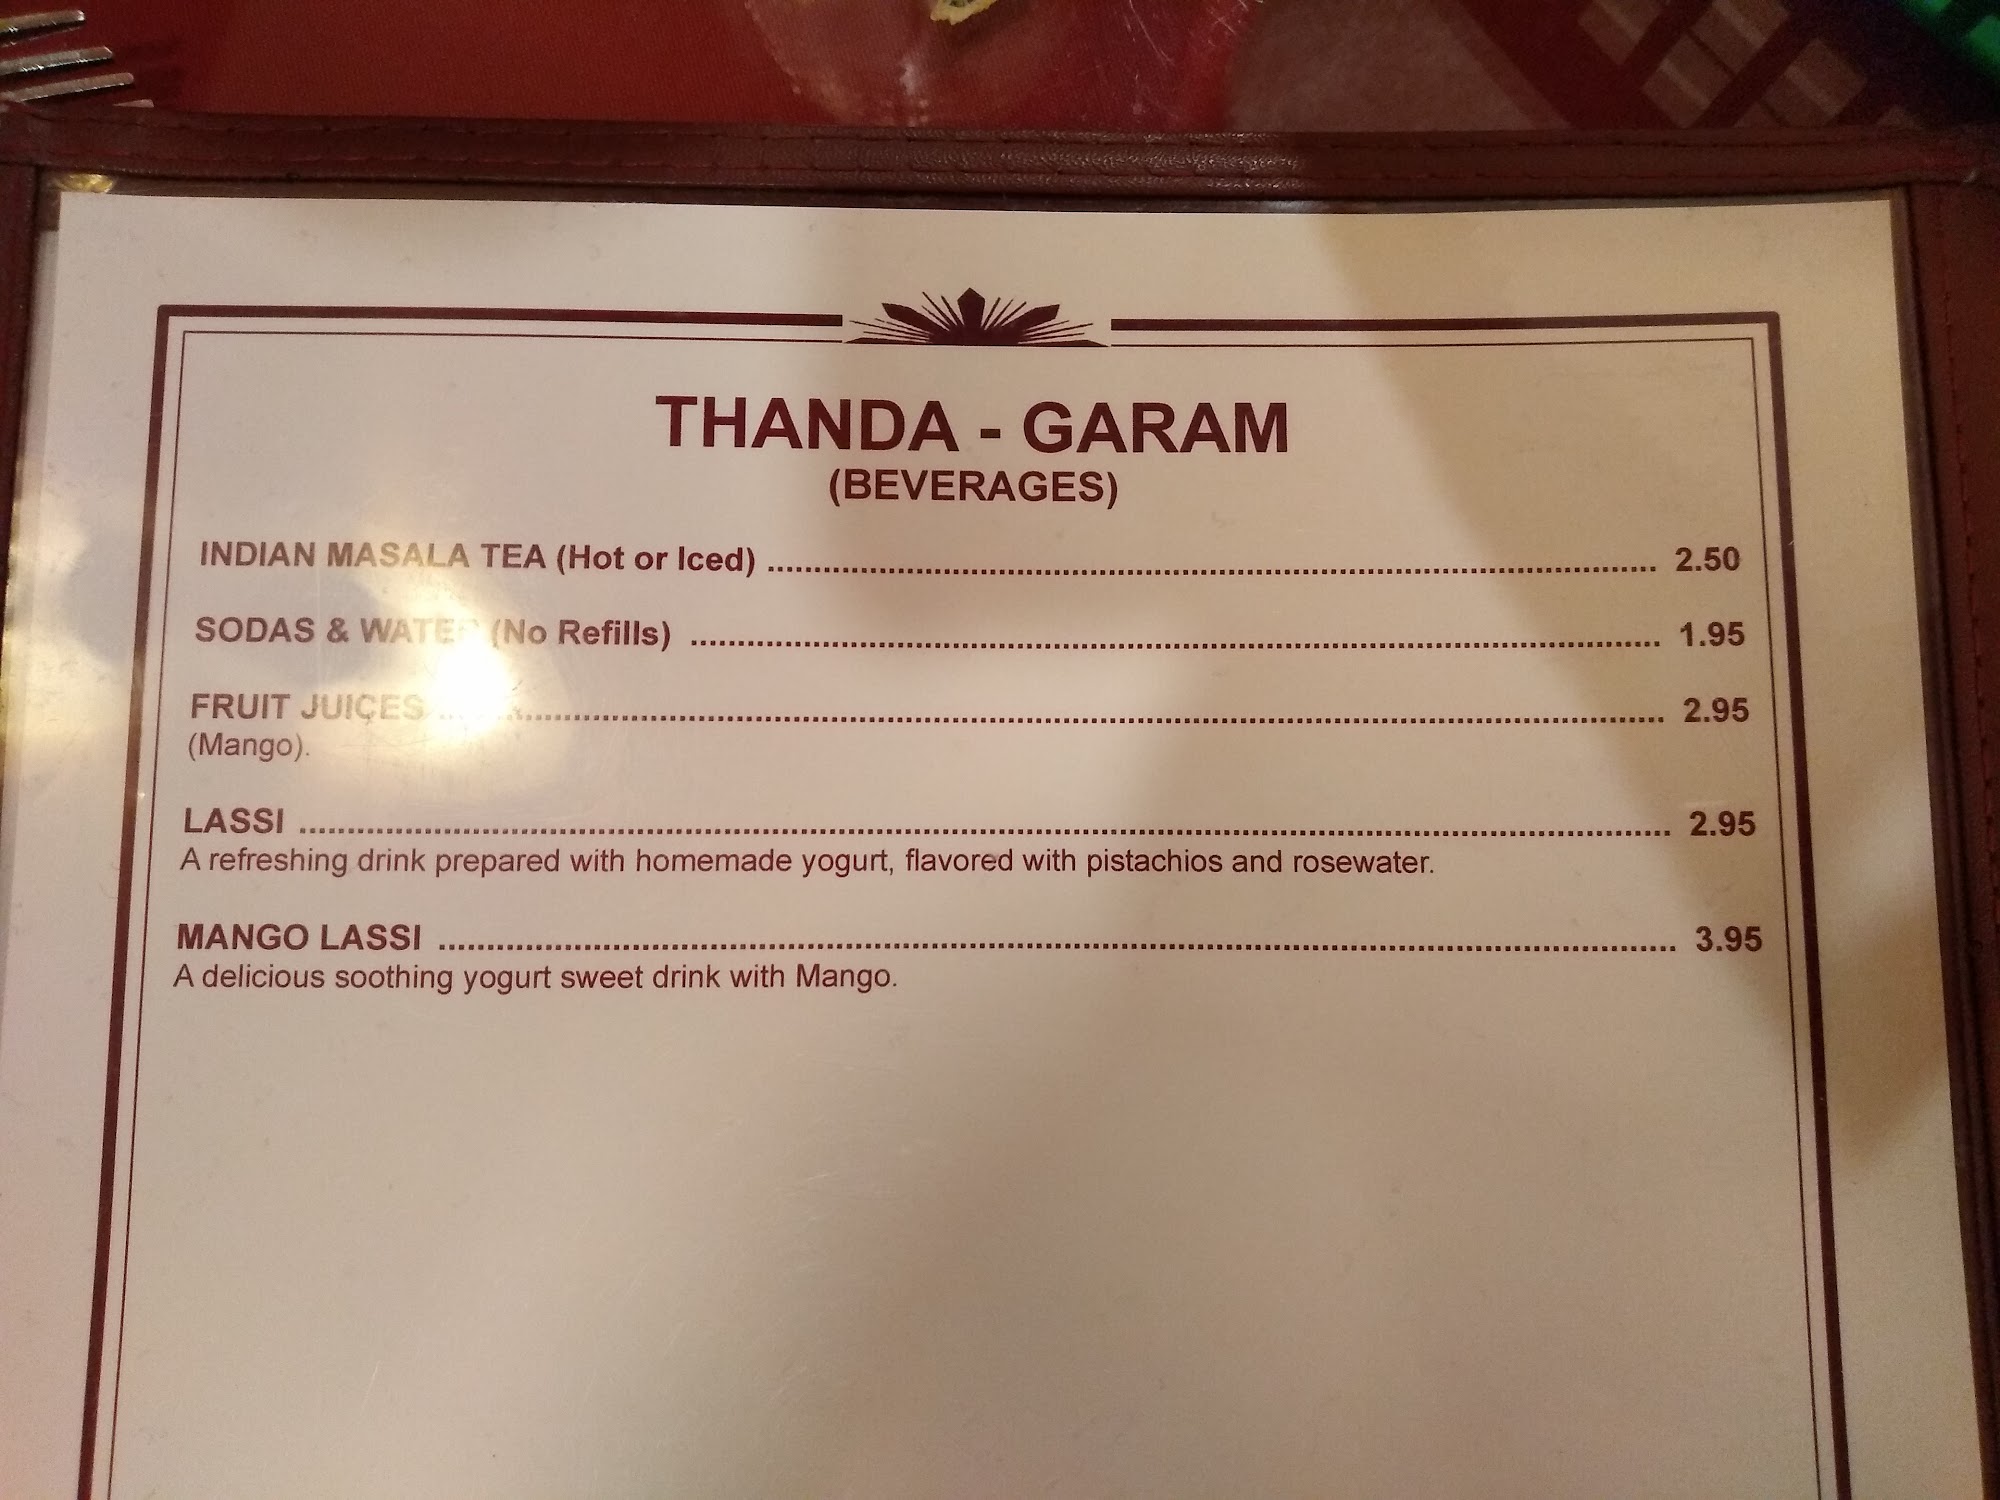 THANDA - GARAM
(BEVERAGES)
INDIAN MASALA TEA (Hot or Iced) ........ 2.50
SODAS & WATER (No Refills) ........ 1.95
FRUIT JUICES ........ 2.95
(Mango).
LASSI ........ 2.95
A refreshing drink prepared with homemade yogurt, flavored with pistachios and rosewater.
MANGO LASSI ........ 3.95
A delicious soothing yogurt sweet drink with Mango.